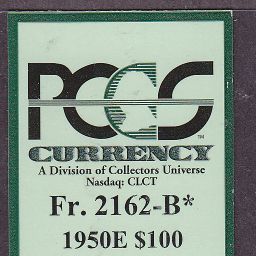 PCGS
TM
CURRENCY
A Division of Collectors Universe
Nasdaq: CLCT
Fr. 2162-B*
1950E $100